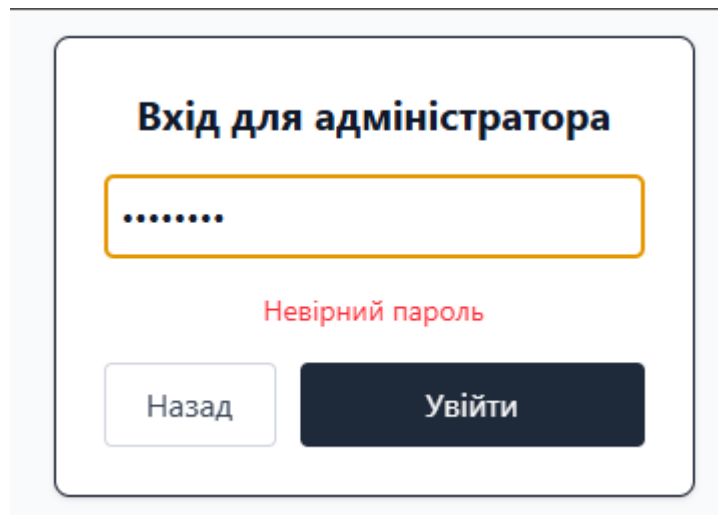 Вхід для адміністратора
••••••••
Невірний пароль
Назад Увійти